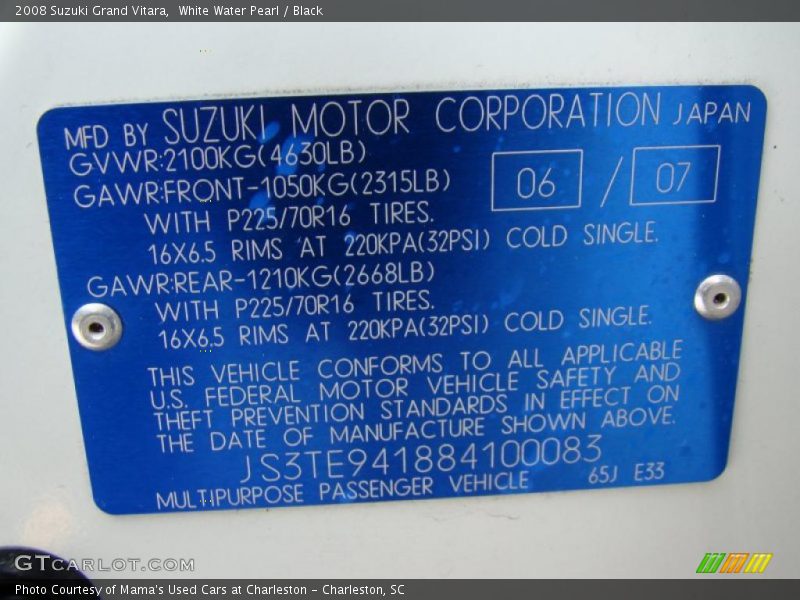 2008 Suzuki Grand Vitara,  White Water Pearl / Black
MFD BY SUZUKI MOTOR CORPORATION JAPAN
GVWR:2100KG(4630LB)
GAWR:FRONT-1050KG(2315LB) 06 / 07
WITH P225/70R16 TIRES.
16X6.5 RIMS AT 220KPA(32PSI) COLD SINGLE.
GAWR:REAR-1210KG(2668LB)
WITH P225/70R16 TIRES.
16X6.5 RIMS AT 220KPA(32PSI) COLD SINGLE.
THIS VEHICLE CONFORMS TO ALL APPLICABLE
U.S. FEDERAL MOTOR VEHICLE SAFETY AND
THEFT PREVENTION STANDARDS IN EFFECT ON
THE DATE OF MANUFACTURE SHOWN ABOVE.
JS3TE941884100083
MULTIPURPOSE PASSENGER VEHICLE 65J E33
GTCARLOT.COM
Photo Courtesy of Mama's Used Cars at Charleston - Charleston, SC